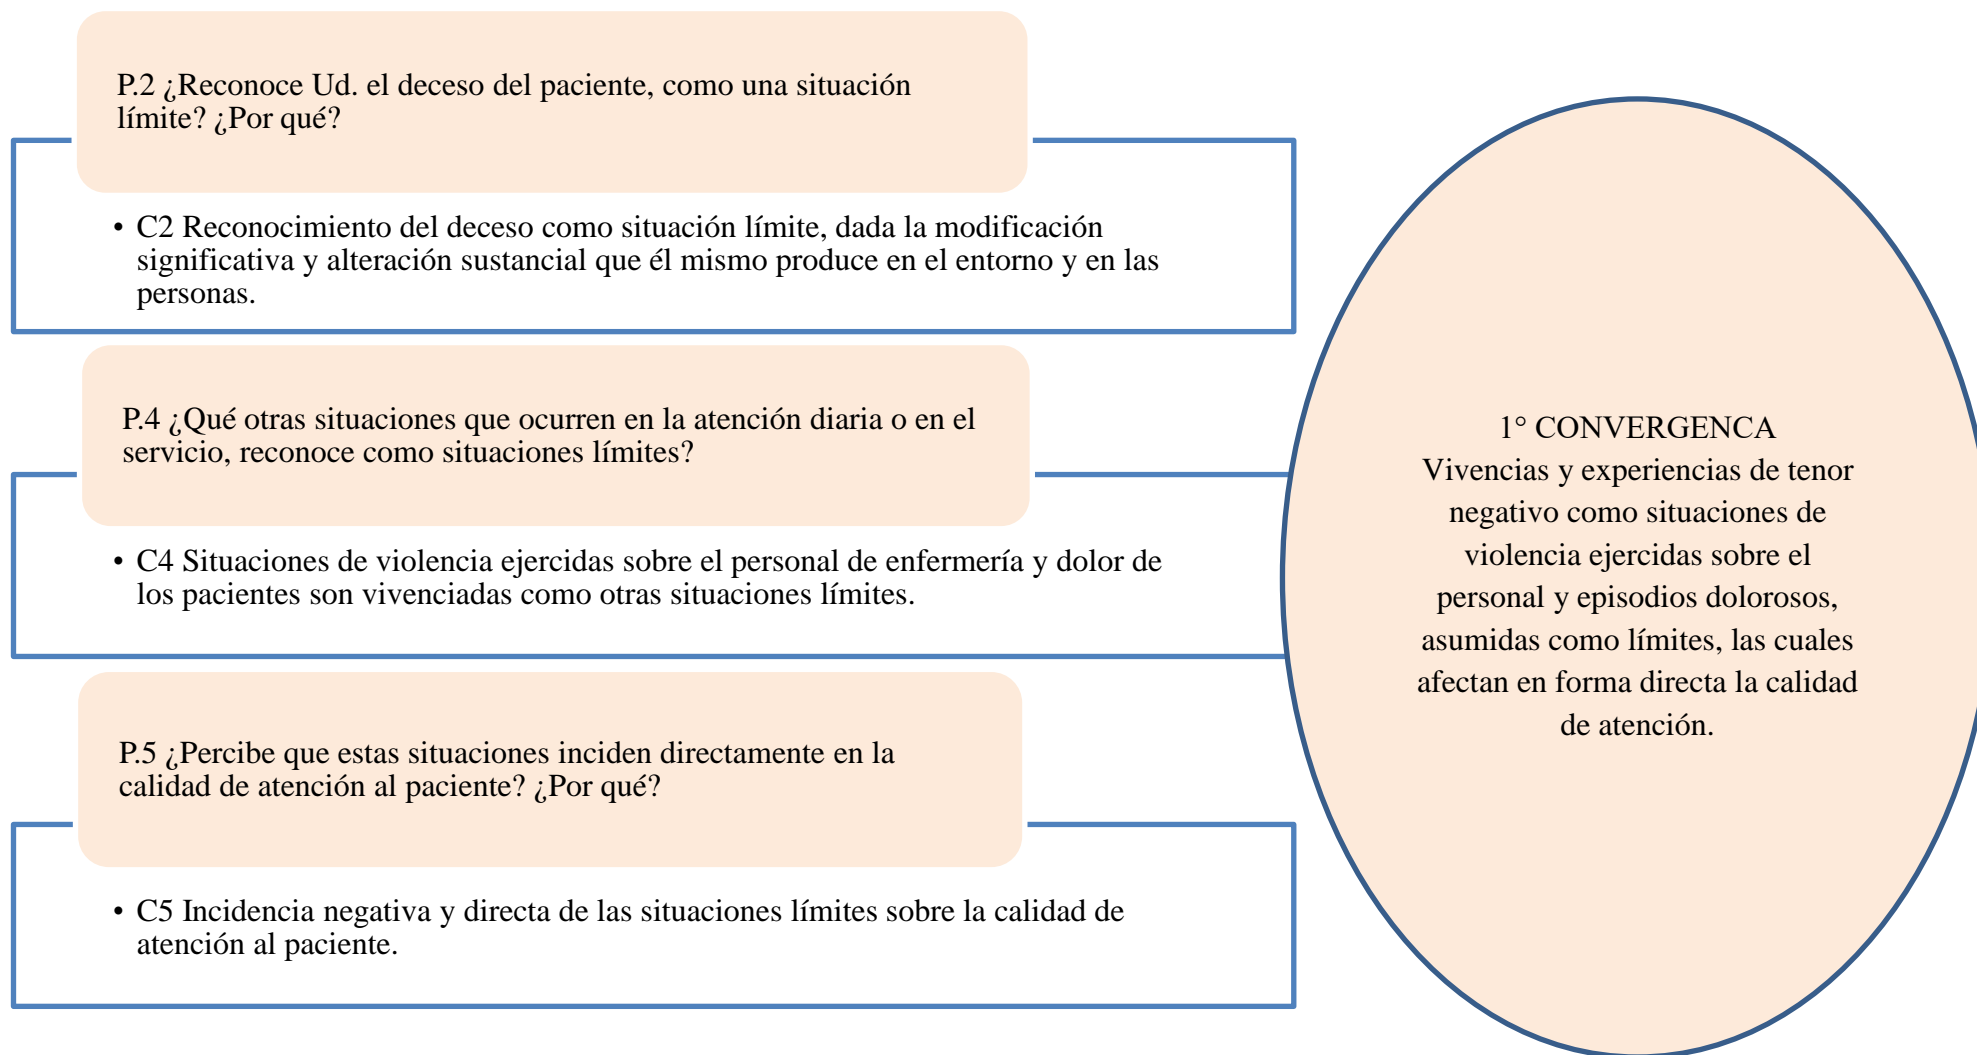 P.2 ¿Reconoce Ud. el deceso del paciente, como una situación
límite? ¿Por qué?
• C2 Reconocimiento del deceso como situación límite, dada la modificación
significativa y alteración sustancial que él mismo produce en el entorno y en las
personas.
P.4 ¿Qué otras situaciones que ocurren en la atención diaria o en el
servicio, reconoce como situaciones límites?
• C4 Situaciones de violencia ejercidas sobre el personal de enfermería y dolor de
los pacientes son vivenciadas como otras situaciones límites.
P.5 ¿Percibe que estas situaciones inciden directamente en la
calidad de atención al paciente? ¿Por qué?
• C5 Incidencia negativa y directa de las situaciones límites sobre la calidad de
atención al paciente.
1° CONVERGENCA
Vivencias y experiencias de tenor
negativo como situaciones de
violencia ejercidas sobre el
personal y episodios dolorosos,
asumidas como límites, las cuales
afectan en forma directa la calidad
de atención.